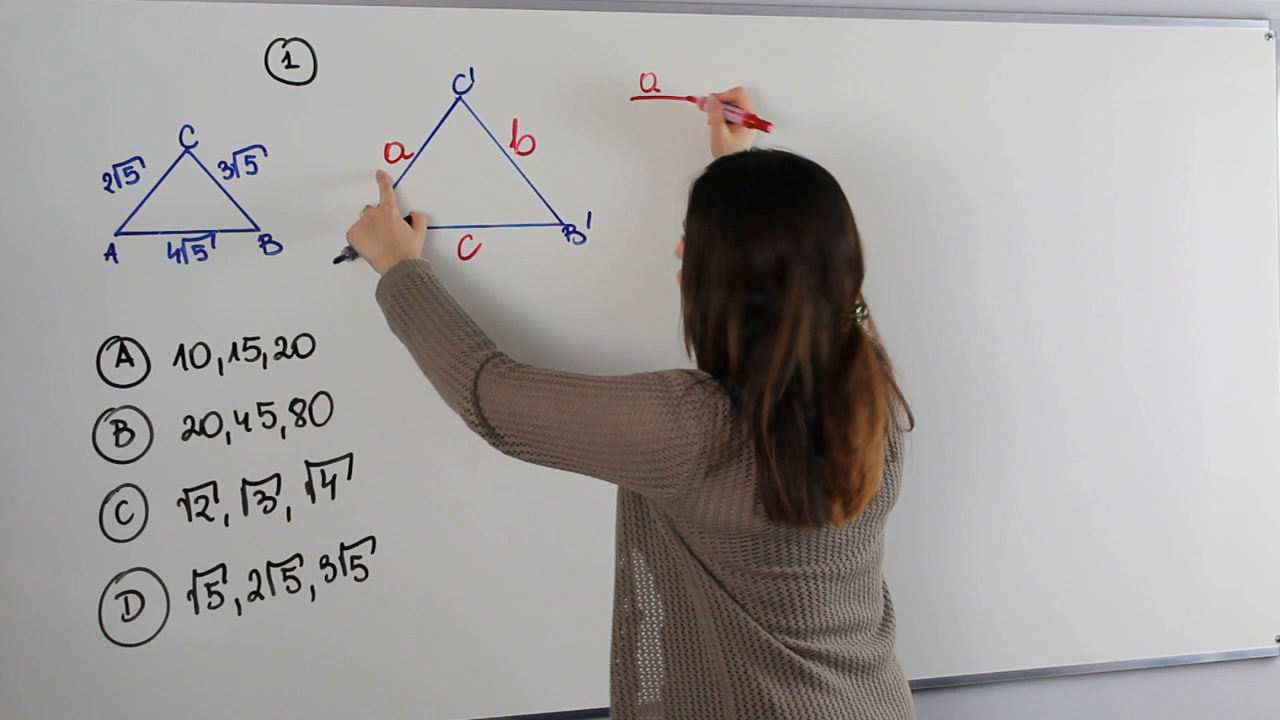 1
C
2√5
3√5
A
4√5
B
C'
a
b
c
B'
a
A 10, 15, 20
B 20, 45, 80
C √2, √3, √4
D √5, 2√5, 3√5